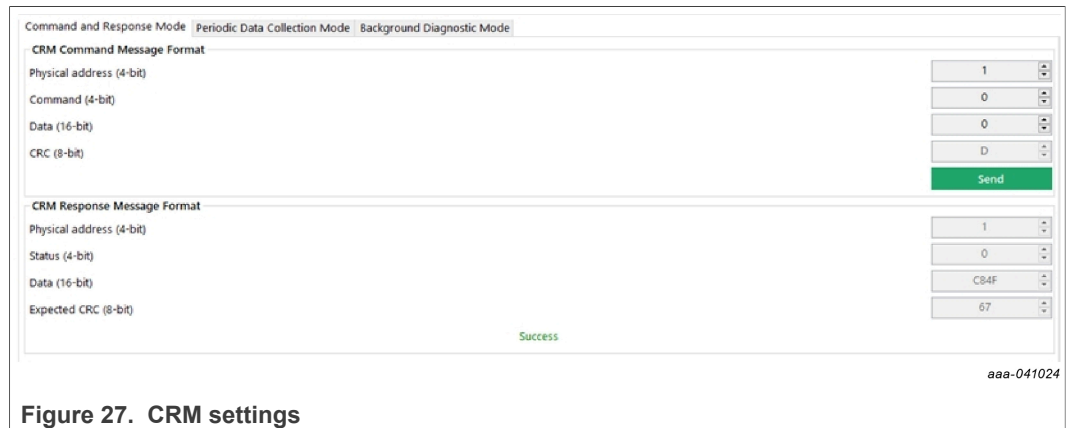 Command and Response Mode Periodic Data Collection Mode Background Diagnostic Mode
CRM Command Message Format
Physical address (4-bit) 1
Command (4-bit) 0
Data (16-bit) 0
CRC (8-bit) D
Send
CRM Response Message Format
Physical address (4-bit) 1
Status (4-bit) 0
Data (16-bit) C84F
Expected CRC (8-bit) 67
Success
aaa-041024
Figure 27. CRM settings